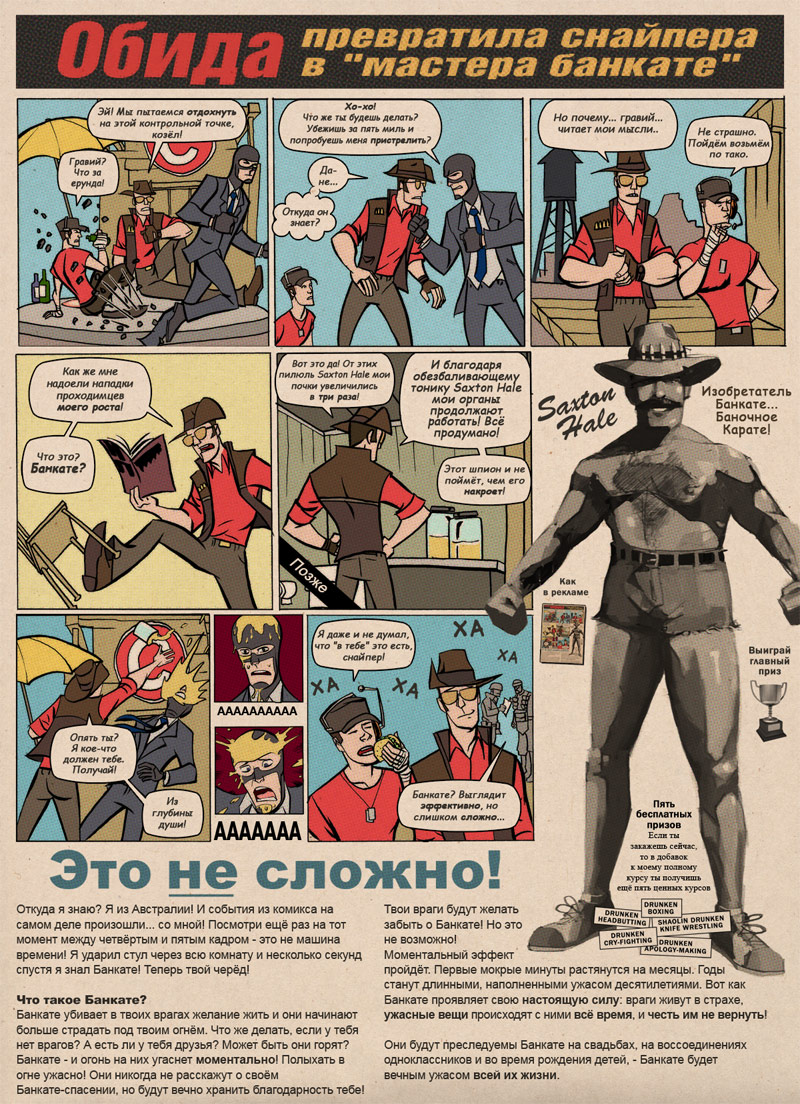 Обида
превратила снайпера
в "мастера банкате"
Эй! Мы пытаемся отдохнуть
на этой контрольной точке,
козёл!
Гравий?
Что за
ерунда!
Хо-хо!
Что же ты будешь делать?
Убежишь за пять миль и
попробуешь меня пристрелить?
Да-
не...
Откуда он
знает?
Но почему... гравий...
читает мои мысли..
Не страшно.
Пойдём возьмём
по тако.
Как же мне
надоели нападки
проходимцев
моего роста!
Что это?
Банкате?
Вот это да! От этих
пилюль Saxton Hale мои
почки увеличились
в три раза!
И благодаря
обезбаливающему
тонику Saxton Hale
мои органы
продолжают
работать! Всё
продумано!
Этот шпион и не
поймёт, чем его
накроет!
Позже
Saxton
Hale
Изобретатель
Банкате...
Баночное
Карате!
Как
в рекламе
Выиграй
главный
приз
Опять ты?
Я кое-что
должен тебе.
Получай!
Из
глубины
души!
АААААААААА
АААААААА
Я даже и не думал,
что "в тебе" это есть,
снайпер!
ХА
ХА
ХА
ХА
Банкате? Выглядит
эффективно, но
слишком сложно...
Пять
бесплатных
призов
Если ты
закажешь сейчас,
то в добавок
к моему полному
курсу ты получишь
ещё пять ценных курсов
DRUNKEN
HEADBUTTING
DRUNKEN
BOXING
SHAOLIN DRUNKEN
KNIFE WRESTLING
DRUNKEN
CRY-FIGHTING
DRUNKEN
APOLOGY-MAKING
Это не сложно!
Откуда я знаю? Я из Австралии! И события из комикса на
самом деле произошли... со мной! Посмотри ещё раз на тот
момент между четвёртым и пятым кадром - это не машина
времени! Я ударил стул через всю комнату и несколько секунд
спустя я знал Банкате! Теперь твой черёд!
Что такое Банкате?
Банкате убивает в твоих врагах желание жить и они начинают
больше страдать под твоим огнём. Что же делать, если у тебя
нет врагов? А есть ли у тебя друзья? Может быть они горят?
Банкате - и огонь на них угаснет моментально! Полыхать в
огне ужасно! Они никогда не расскажут о своём
Банкате-спасении, но будут вечно хранить благодарность тебе!
Твои враги будут желать
забыть о Банкате! Но это
не возможно!
Моментальный эффект
пройдёт. Первые мокрые минуты растянутся на месяцы. Годы
станут длинными, наполненными ужасом десятилетиями. Вот как
Банкате проявляет свою настоящую силу: враги живут в страхе,
ужасные вещи происходят с ними всё время, и честь им не вернуть!
Они будут преследуемы Банкате на свадьбах, на воссоединениях
одноклассников и во время рождения детей, - Банкате будет
вечным ужасом всей их жизни.